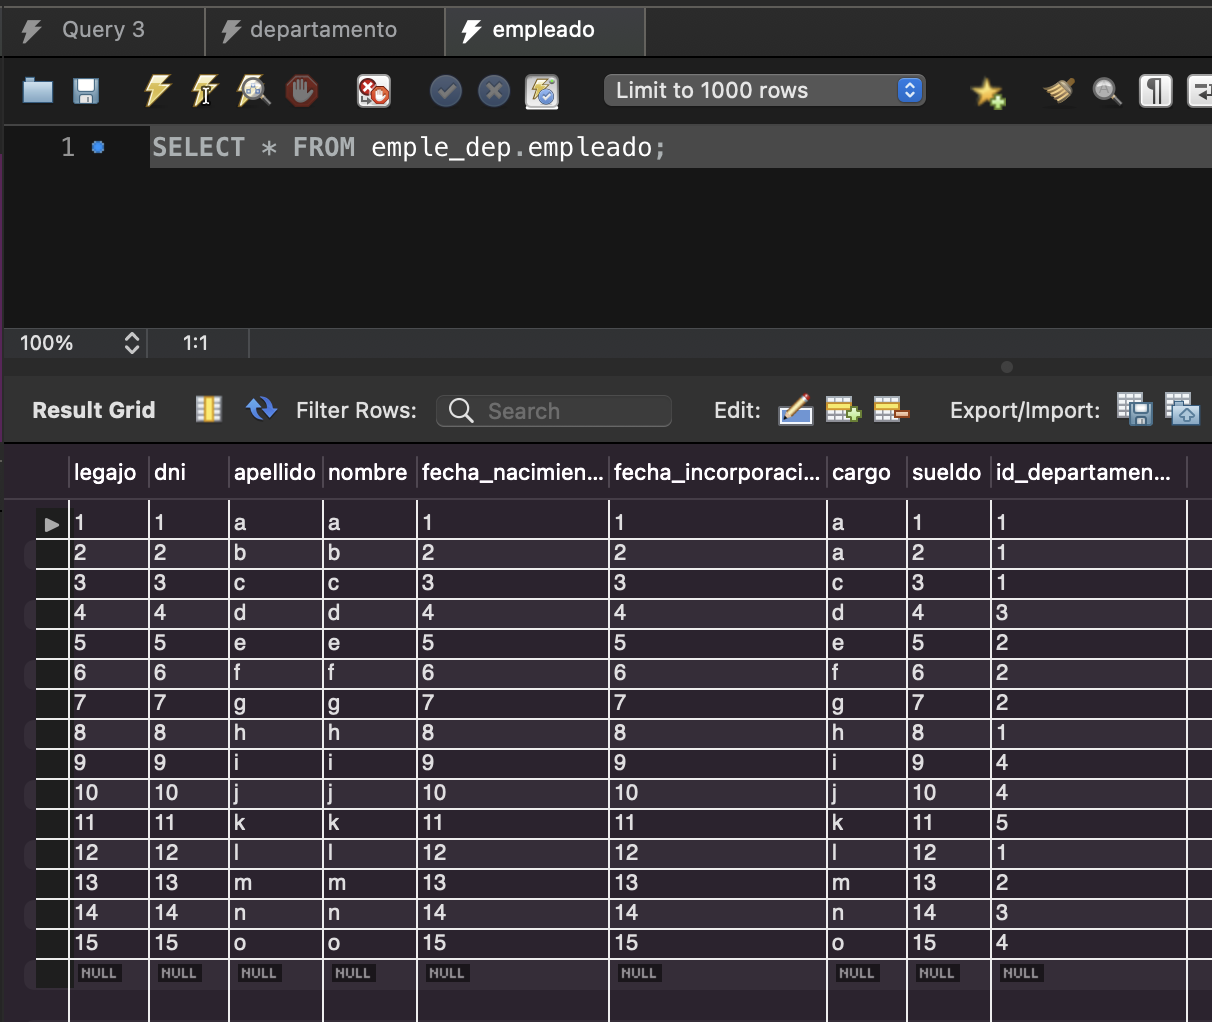 Query 3 departamento empleado
Limit to 1000 rows
1 SELECT * FROM emple_dep.empleado;
100% 1:1
Result Grid Filter Rows: Search Edit: Export/Import:
legajo dni apellido nombre fecha_nacimien... fecha_incorporaci... cargo sueldo id_departamen...
1 1 a a 1 1 a 1 1
2 2 b b 2 2 a 2 1
3 3 c c 3 3 c 3 1
4 4 d d 4 4 d 4 3
5 5 e e 5 5 e 5 2
6 6 f f 6 6 f 6 2
7 7 g g 7 7 g 7 2
8 8 h h 8 8 h 8 1
9 9 i i 9 9 i 9 4
10 10 j j 10 10 j 10 4
11 11 k k 11 11 k 11 5
12 12 l l 12 12 l 12 1
13 13 m m 13 13 m 13 2
14 14 n n 14 14 n 14 3
15 15 o o 15 15 o 15 4
NULL NULL NULL NULL NULL NULL NULL NULL NULL